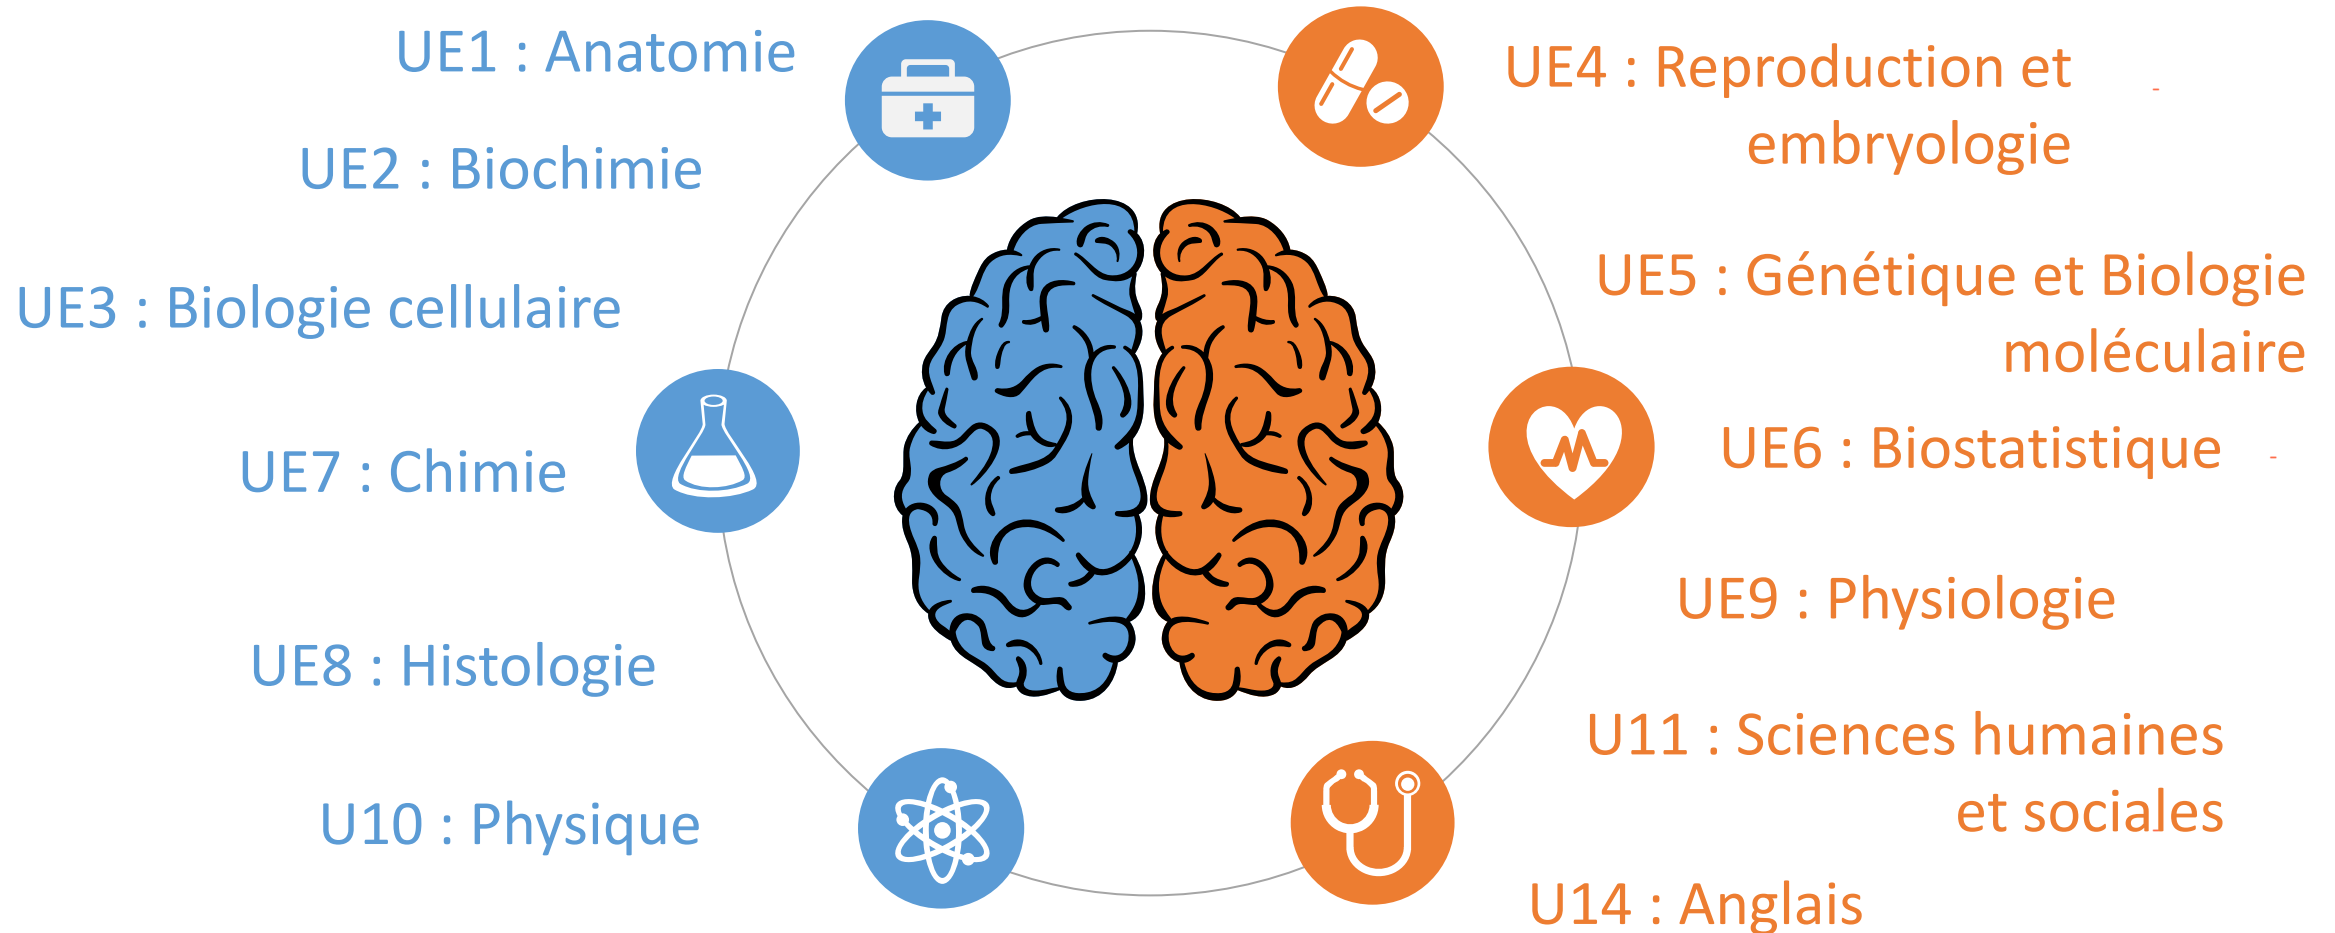 UE1 : Anatomie
UE2 : Biochimie
UE3 : Biologie cellulaire
UE7 : Chimie
UE8 : Histologie
U10 : Physique
UE4 : Reproduction et
embryologie
UE5 : Génétique et Biologie
moléculaire
UE6 : Biostatistique
UE9 : Physiologie
U11 : Sciences humaines
et sociales
U14 : Anglais